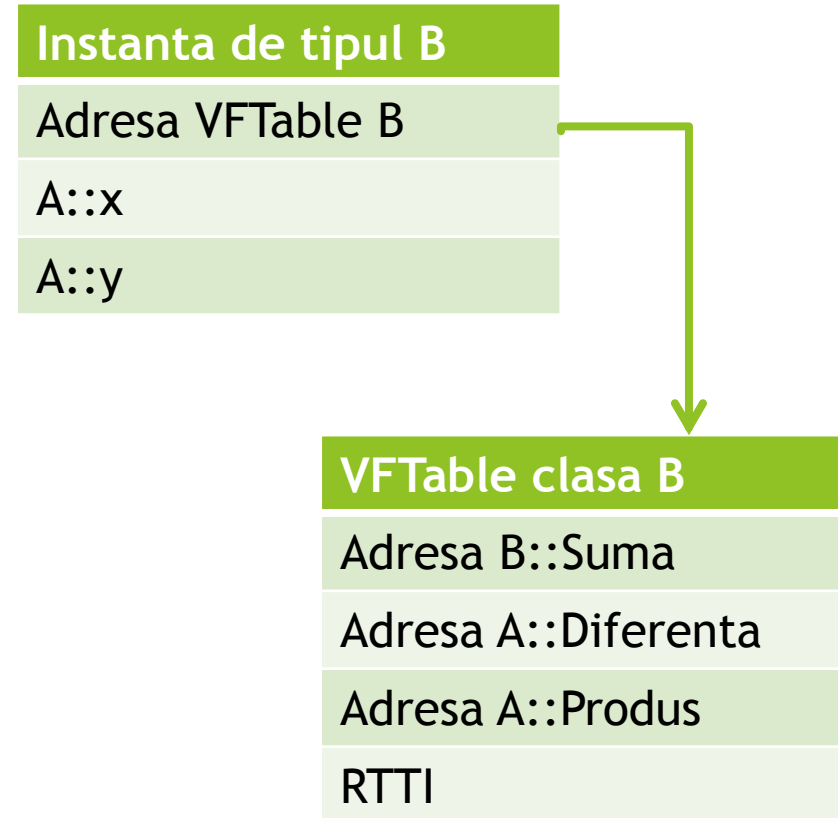 Instanta de tipul B
Adresa VFTable B
A::x
A::y
VFTable clasa B
Adresa B::Suma
Adresa A::Diferenta
Adresa A::Produs
RTTI